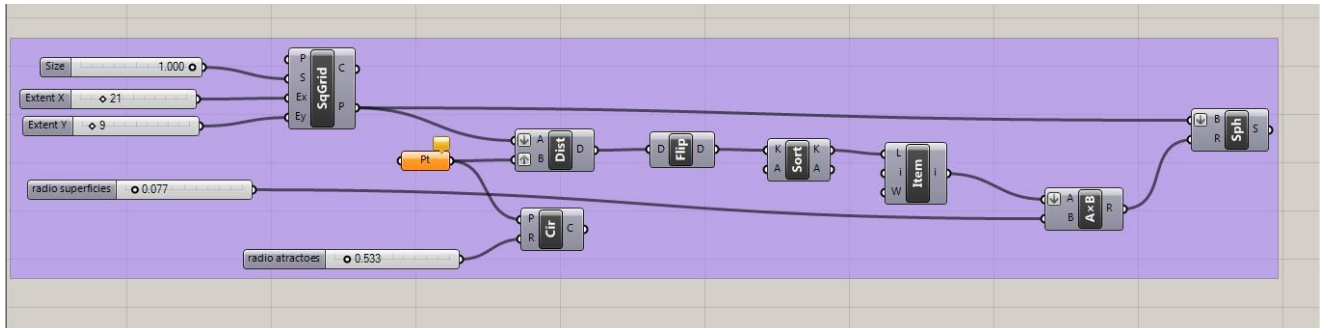 Size 1.000
Extent X 21
Extent Y 9
P
S
Ex
Ey
SqGrid
C
P
Pt
A
B
Dist
D
D
Flip
D
K
A
Sort
K
A
L
i
W
Item
i
B
R
Sph
S
radio superficies 0.077
P
R
Cir
C
A
B
A×B
R
radio atractoes 0.533